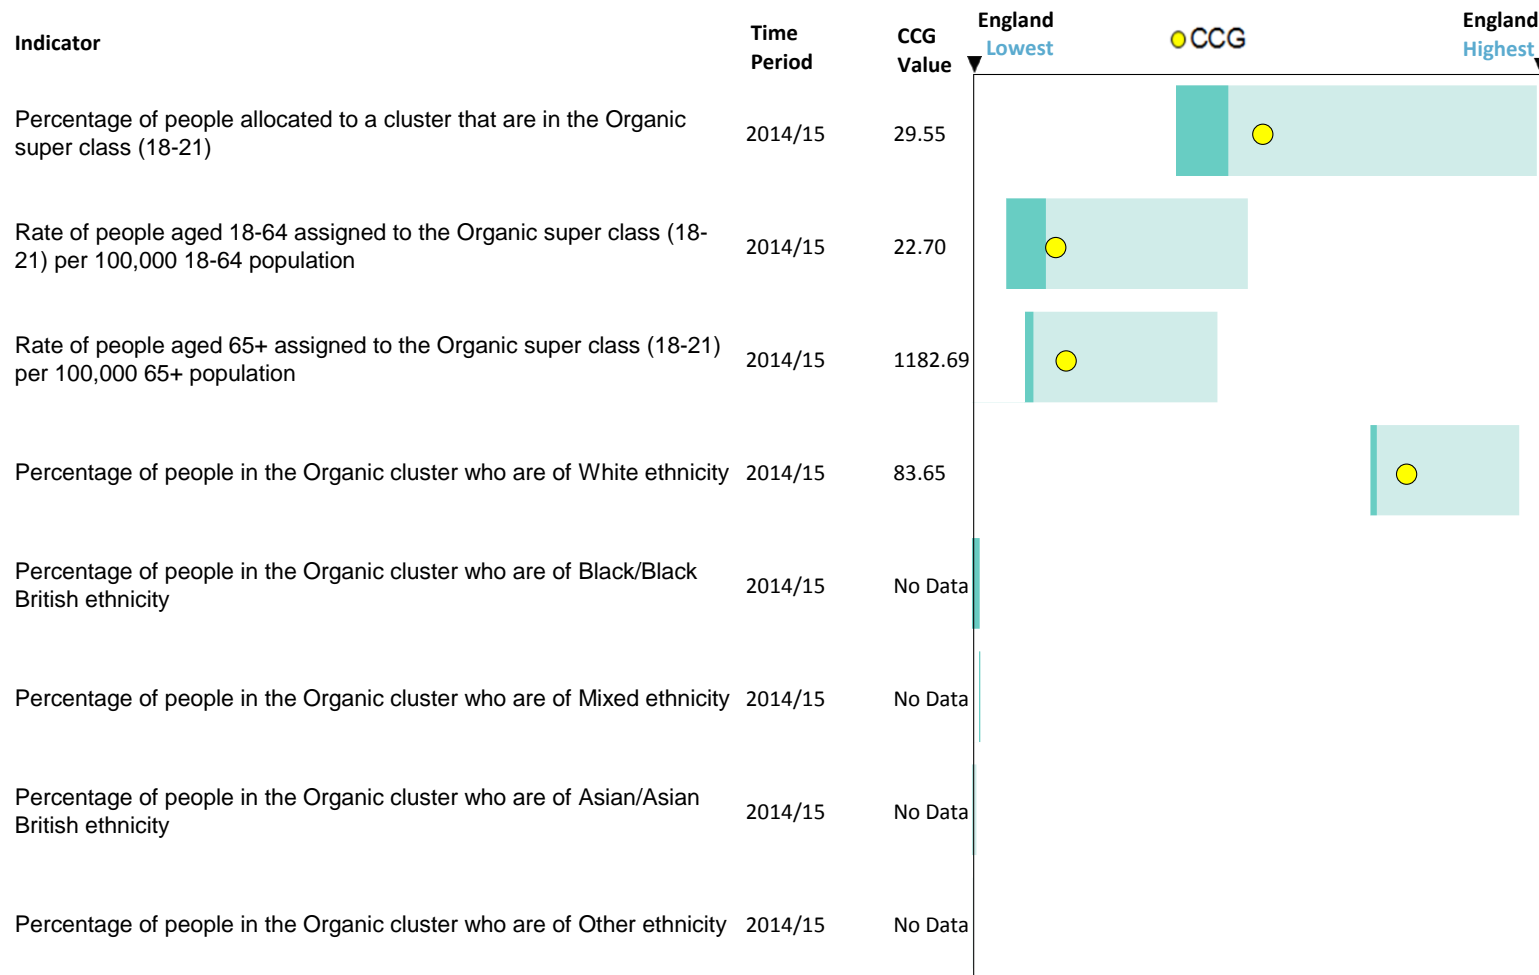 Indicator
Time
Period
CCG
Value
England
Lowest
CCG
England
Highest
Percentage of people allocated to a cluster that are in the Organic
super class (18-21)
2014/15
29.55
Rate of people aged 18-64 assigned to the Organic super class (18-
21) per 100,000 18-64 population
2014/15
22.70
Rate of people aged 65+ assigned to the Organic super class (18-21)
per 100,000 65+ population
2014/15
1182.69
Percentage of people in the Organic cluster who are of White ethnicity
2014/15
83.65
Percentage of people in the Organic cluster who are of Black/Black
British ethnicity
2014/15
No Data
Percentage of people in the Organic cluster who are of Mixed ethnicity
2014/15
No Data
Percentage of people in the Organic cluster who are of Asian/Asian
British ethnicity
2014/15
No Data
Percentage of people in the Organic cluster who are of Other ethnicity
2014/15
No Data